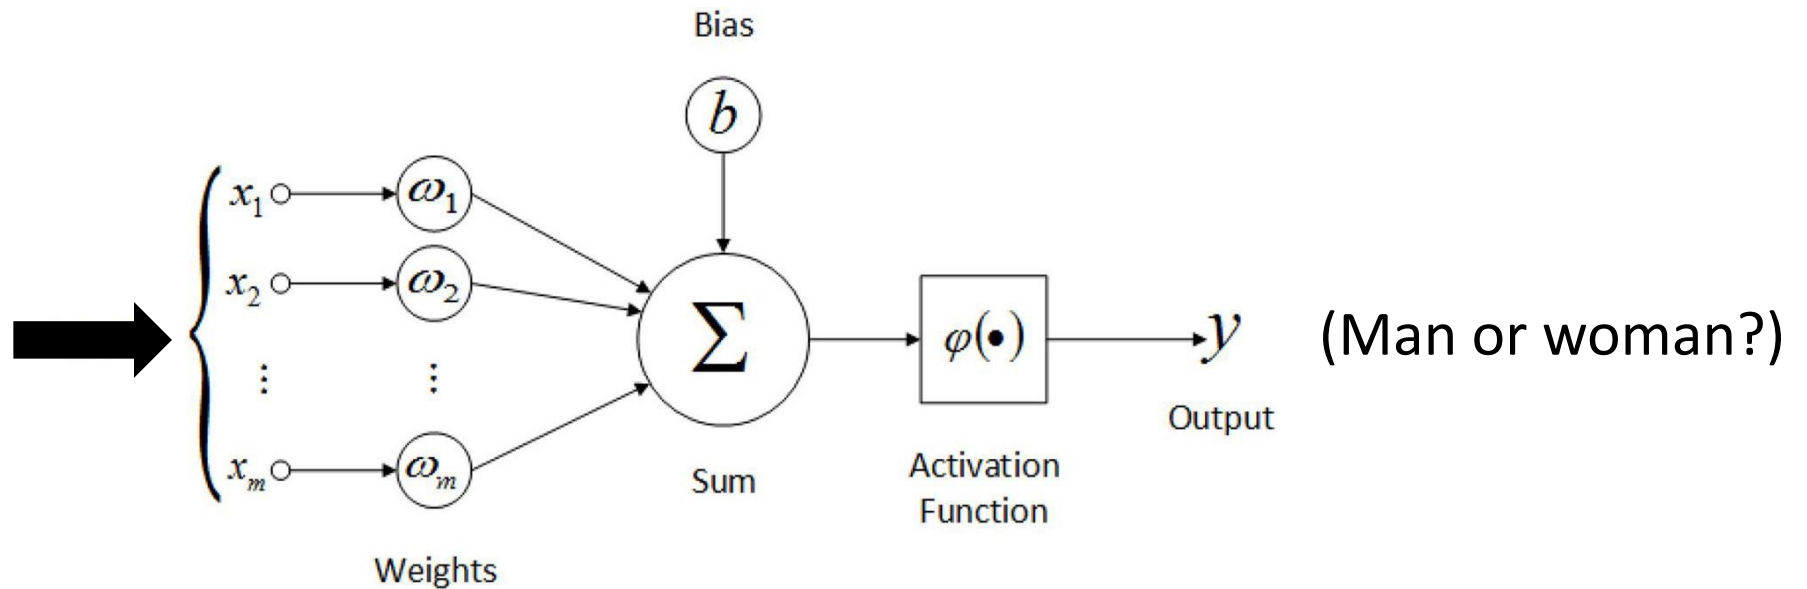 Bias
b
x1 ω1
x2 ω2
⋮ ⋮
xm ωm
Σ
φ(•)
y
(Man or woman?)
Output
Sum
Activation
Function
Weights